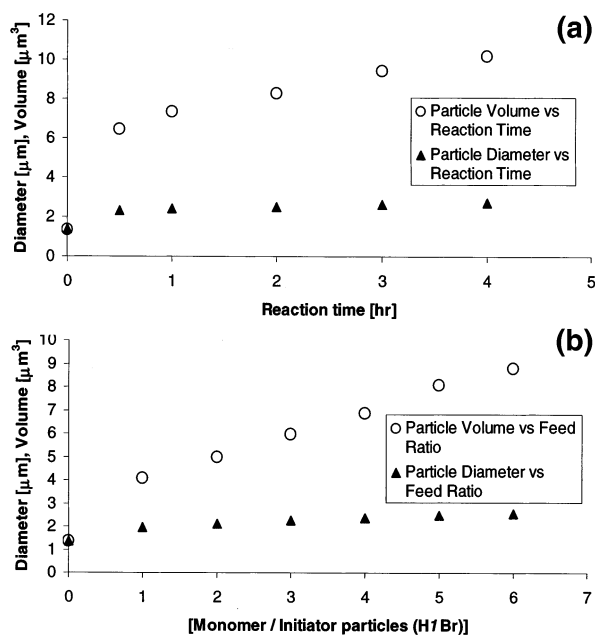 (a)
Diameter [μm], Volume [μm³]
12
10
8
6
4
2
0
Particle Volume vs
Reaction Time
Particle Diameter vs
Reaction Time
0 1 2 3 4 5
Reaction time [hr]
(b)
Diameter [μm], Volume [μm³]
10
9
8
7
6
5
4
3
2
1
0
Particle Volume vs Feed
Ratio
Particle Diameter vs
Feed Ratio
0 1 2 3 4 5 6 7
[Monomer / Initiator particles (H1Br)]